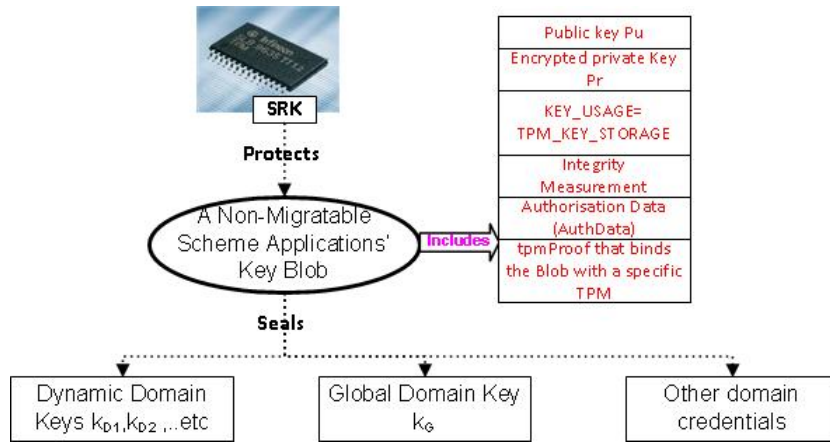 Infineon
SRK
Protects
A Non-Migratable
Scheme Applications'
Key Blob
Includes
Public key Pu
Encrypted private Key
Pr
KEY_USAGE=
TPM_KEY_STORAGE
Integrity
Measurement
Authorisation Data
(AuthData)
tpmProof that binds
the Blob with a specific
TPM
Seals
Dynamic Domain
Keys kD1,kD2 ,..etc
Global Domain Key
kG
Other domain
credentials